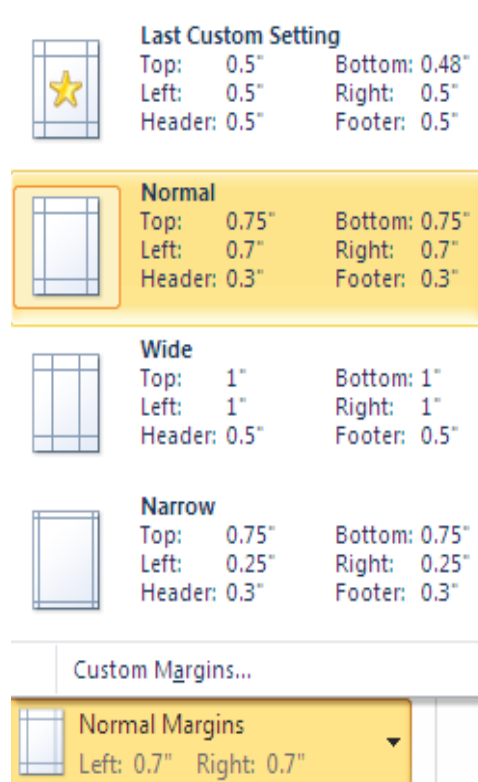 Last Custom Setting
Top: 0.5" Bottom: 0.48"
Left: 0.5" Right: 0.5"
Header: 0.5" Footer: 0.5"
Normal
Top: 0.75" Bottom: 0.75"
Left: 0.7" Right: 0.7"
Header: 0.3" Footer: 0.3"
Wide
Top: 1" Bottom: 1"
Left: 1" Right: 1"
Header: 0.5" Footer: 0.5"
Narrow
Top: 0.75" Bottom: 0.75"
Left: 0.25" Right: 0.25"
Header: 0.3" Footer: 0.3"
Custom Margins...
Normal Margins
Left: 0.7" Right: 0.7"